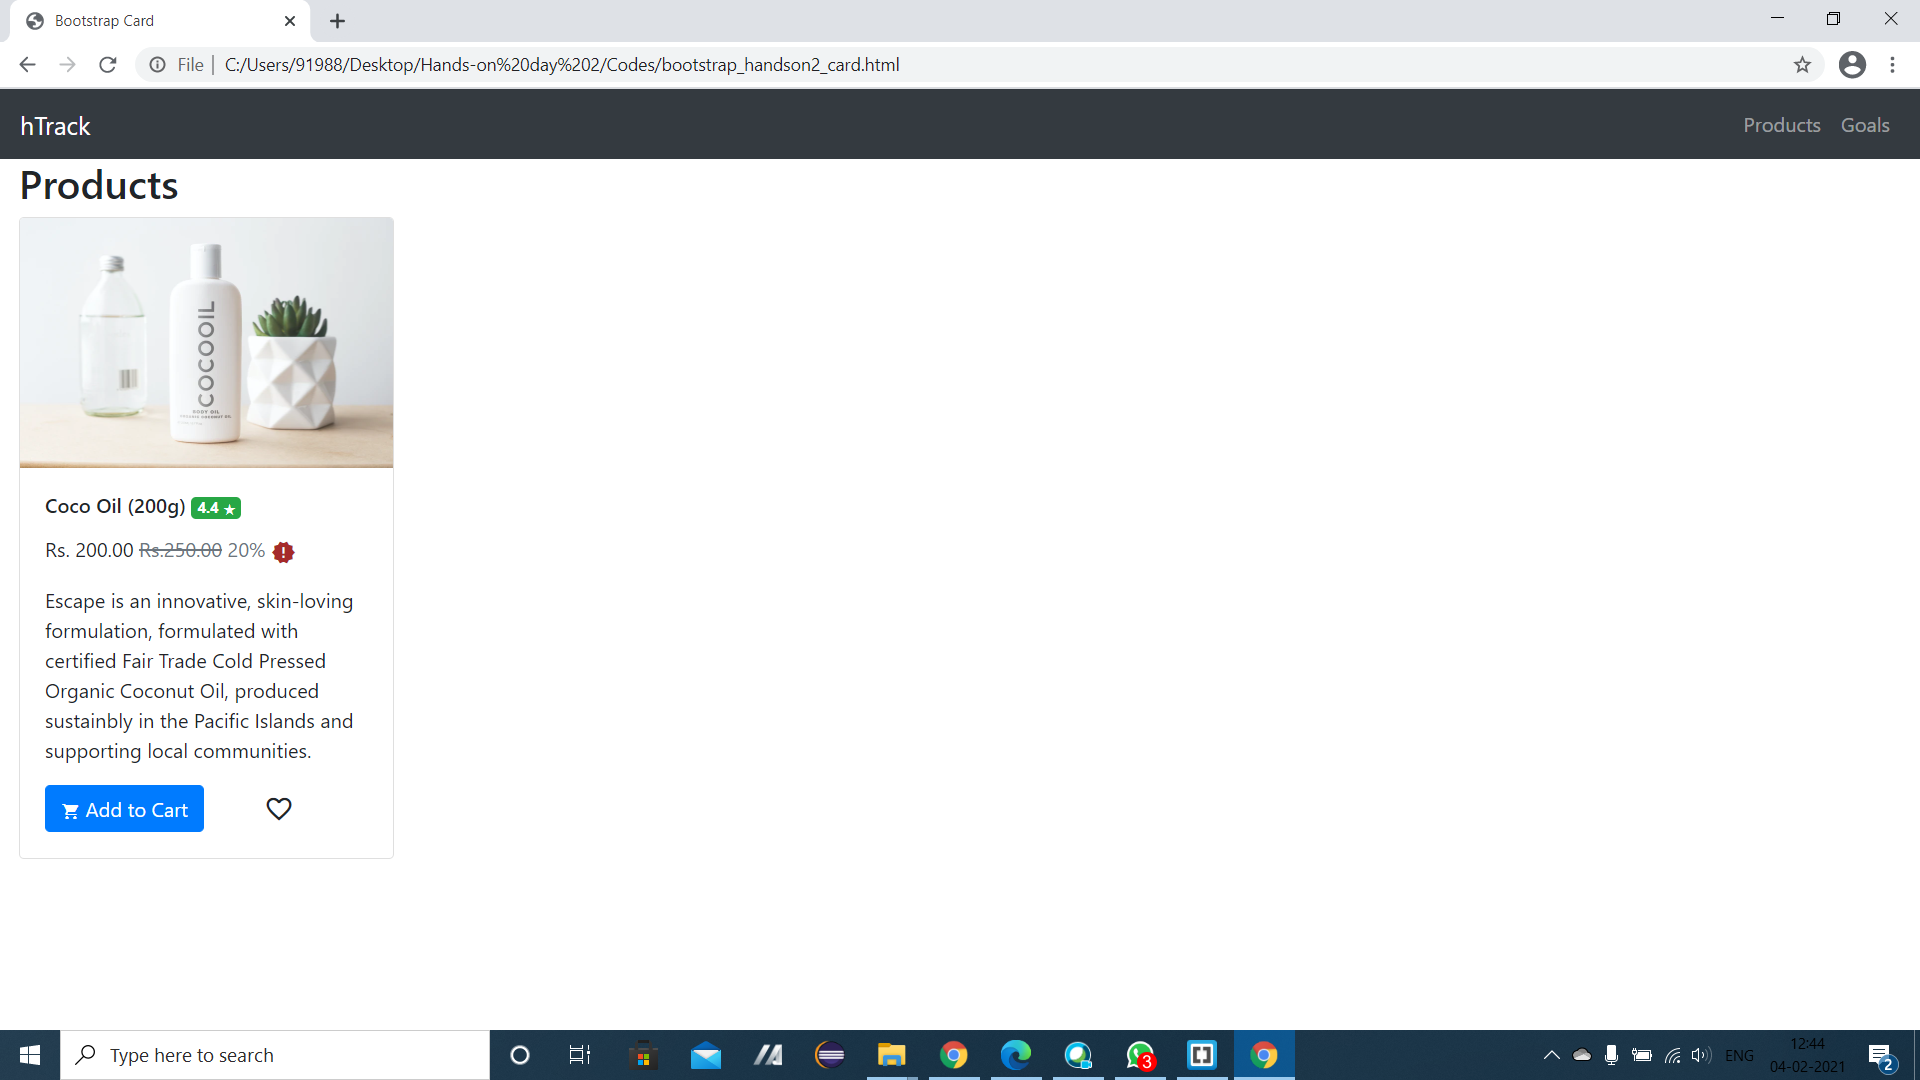 Bootstrap Card
File
C:/Users/91988/Desktop/Hands-on%20day%202/Codes/bootstrap_handson2_card.html
hTrack
Products Goals
Products
COCOOIL
BODY OIL
Coco Oil (200g) 4.4 ★
Rs. 200.00 Rs.250.00 20%
Escape is an innovative, skin-loving
formulation, formulated with
certified Fair Trade Cold Pressed
Organic Coconut Oil, produced
sustainbly in the Pacific Islands and
supporting local communities.
Add to Cart
Type here to search
3
ENG
12:44
04-02-2021
2